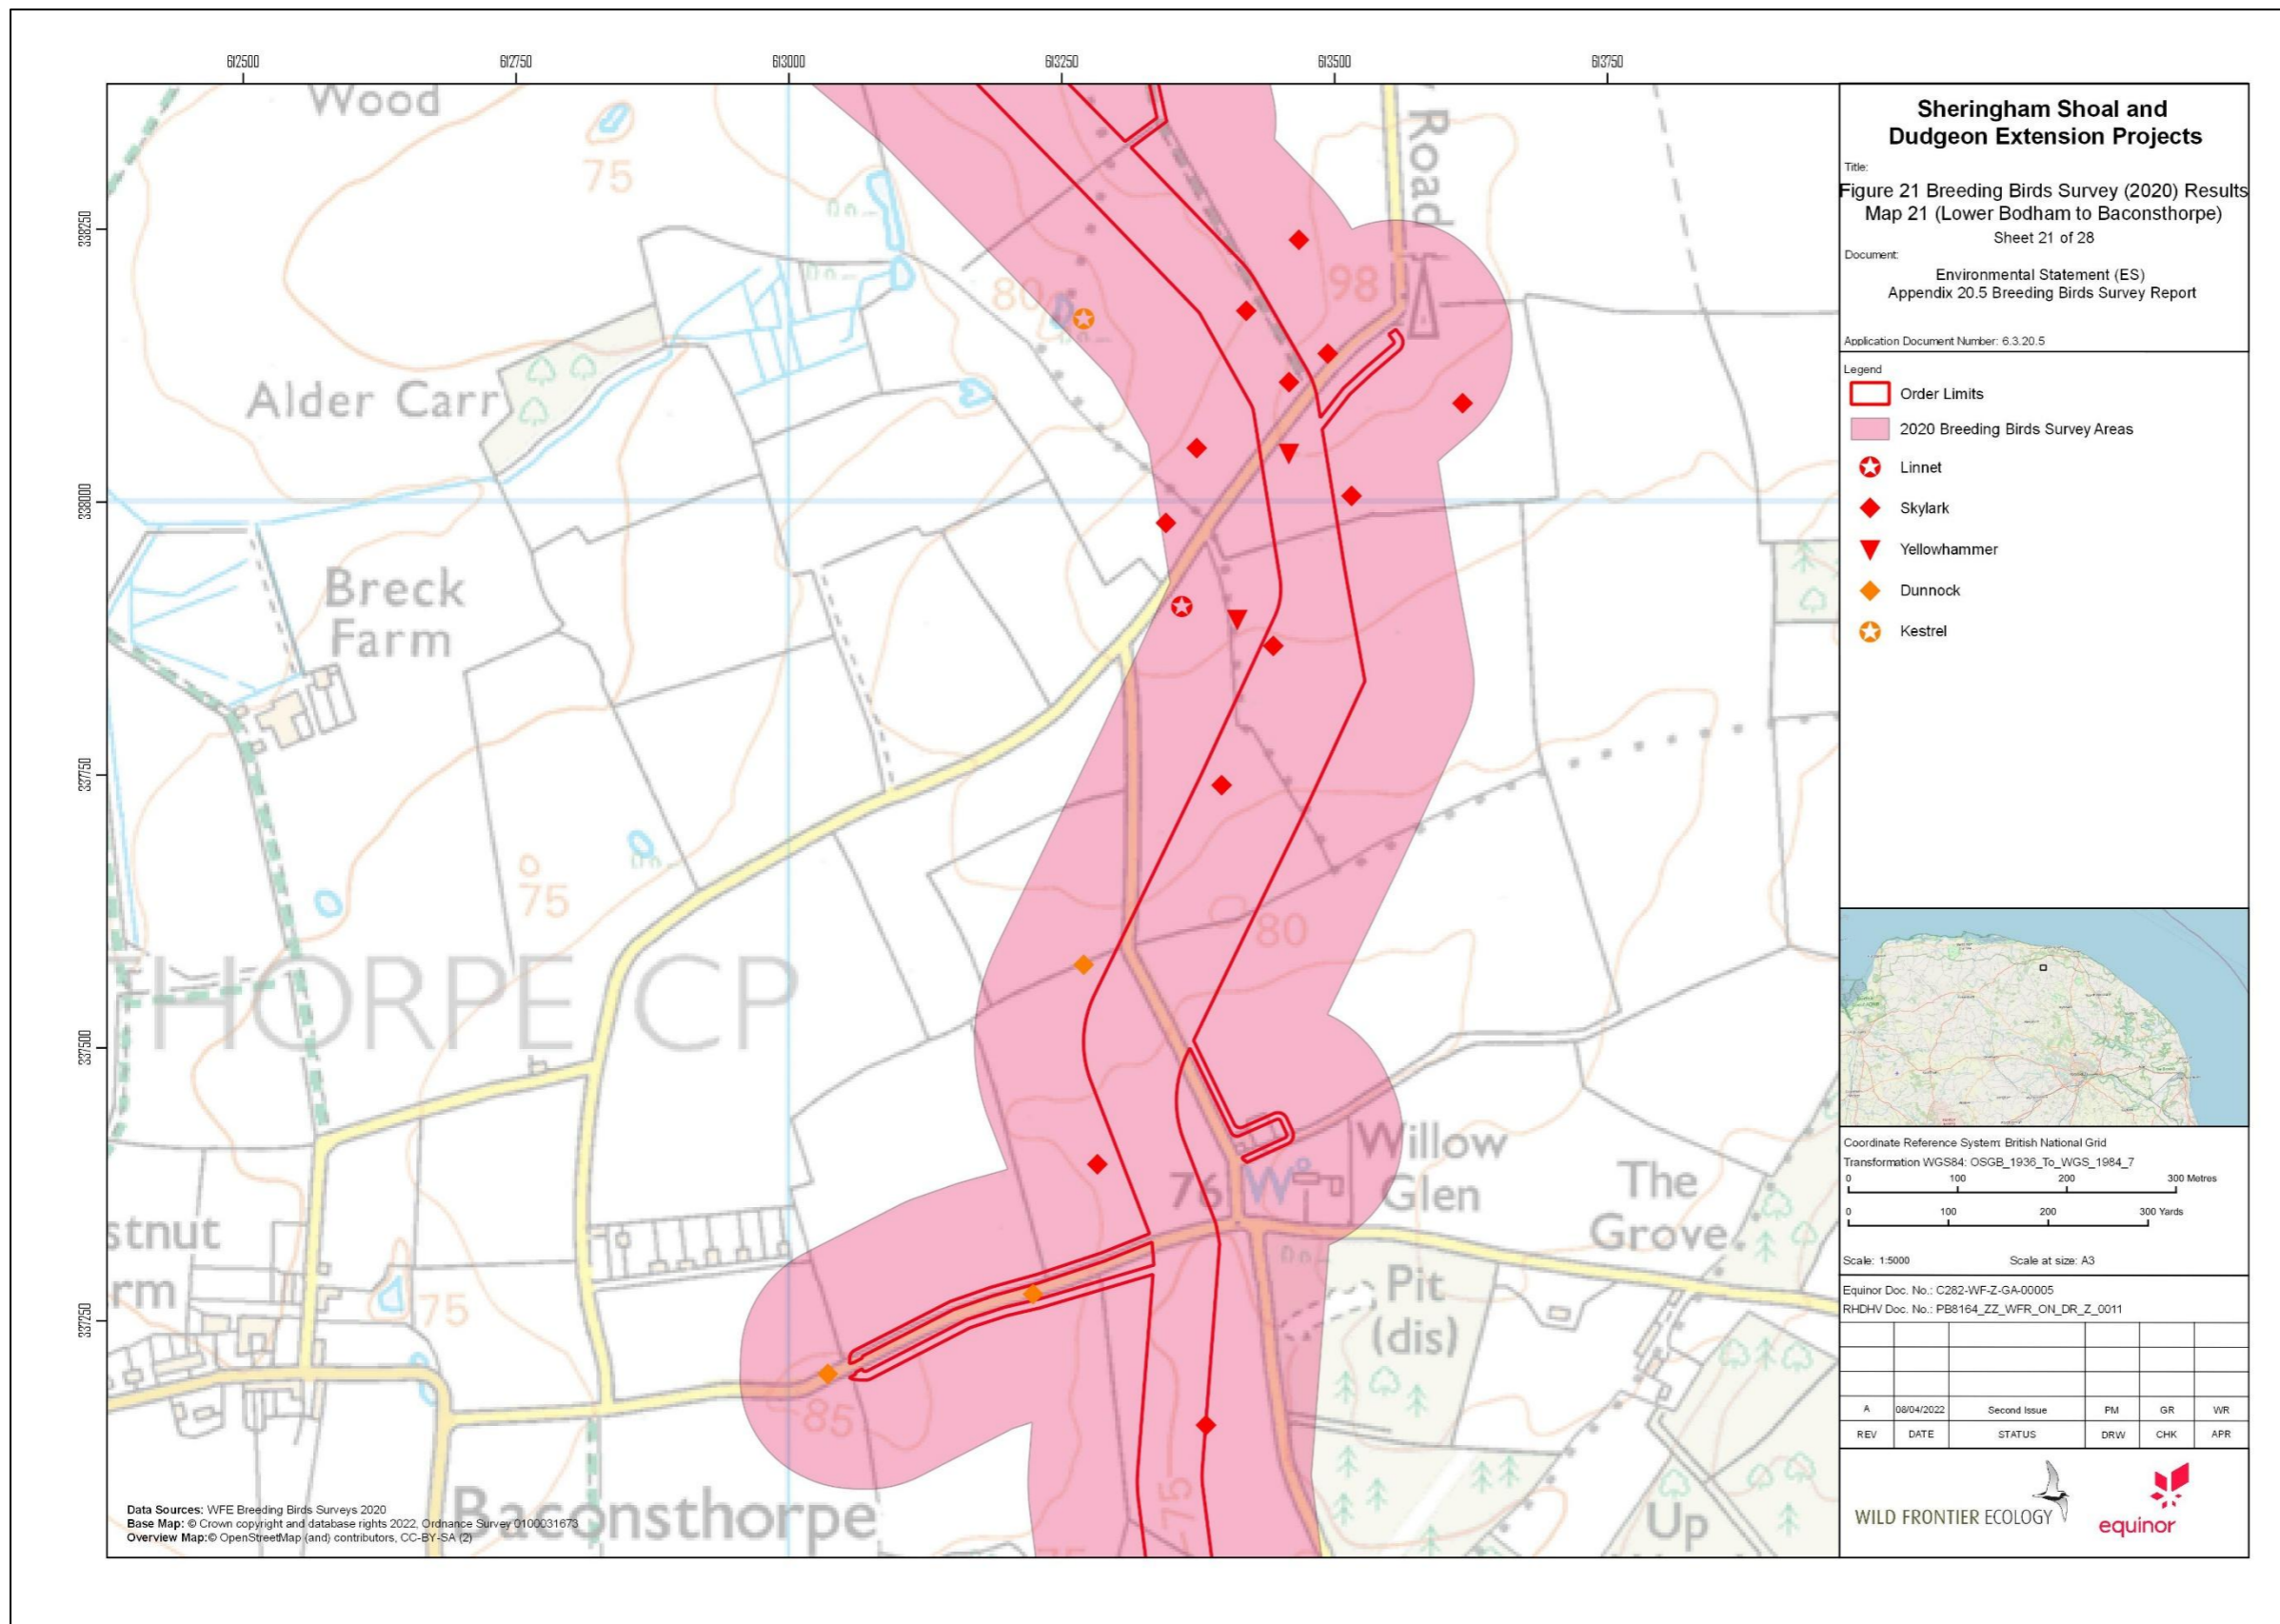 612500
612750
613000
613250
613500
613750
338250
338000
337750
337500
337250
Wood
75
Dn
Road
80
98
Dn
Dn
Alder Carr
Breck
Farm
75
Dn
80
THORPE CP
Willow
Glen
76
W
The
Grove
stnut
rm
75
Dn
Pit
(dis)
85
75
Baconsthorpe
75
Up
Data Sources: WFE Breeding Birds Surveys 2020
Base Map: © Crown copyright and database rights 2022, Ordnance Survey 0100031673
Overview Map:© OpenStreetMap (and) contributors, CC-BY-SA (2)
Sheringham Shoal and
Dudgeon Extension Projects
Title:
Figure 21 Breeding Birds Survey (2020) Results
Map 21 (Lower Bodham to Baconsthorpe)
Sheet 21 of 28
Document:
Environmental Statement (ES)
Appendix 20.5 Breeding Birds Survey Report
Application Document Number: 6.3.20.5
Legend
Order Limits
2020 Breeding Birds Survey Areas
Linnet
Skylark
Yellowhammer
Dunnock
Kestrel
Coordinate Reference System: British National Grid
Transformation WGS84: OSGB_1936_To_WGS_1984_7
0 100 200 300 Metres
0 100 200 300 Yards
Scale: 1:5000 Scale at size: A3
Equinor Doc. No.: C282-WF-Z-GA-00005
RHDHV Doc. No.: PB8164_ZZ_WFR_ON_DR_Z_0011
A 08/04/2022 Second Issue PM GR WR
REV DATE STATUS DRW CHK APR
WILD FRONTIER ECOLOGY
equinor